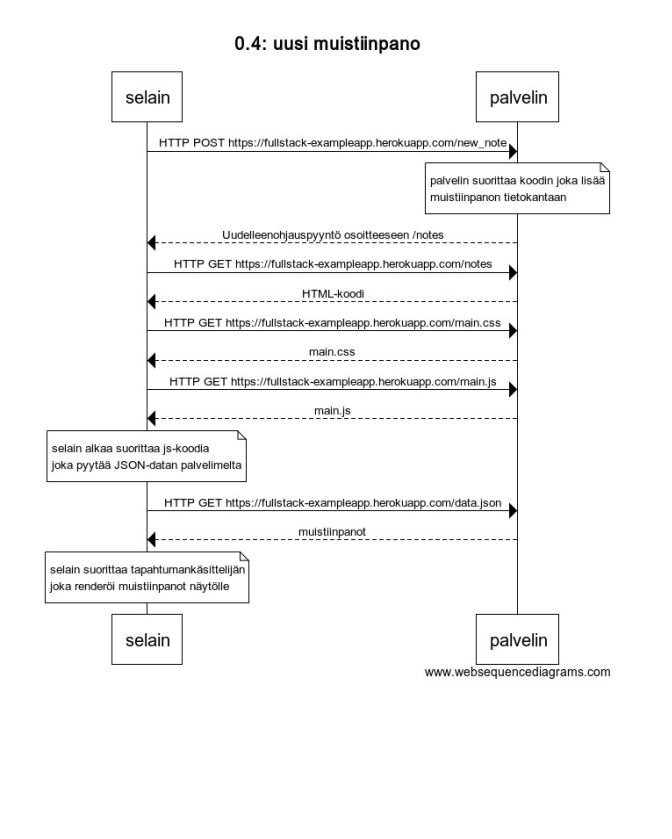 0.4: uusi muistiinpano
selain
palvelin
HTTP POST https://fullstack-exampleapp.herokuapp.com/new_note
palvelin suorittaa koodin joka lisää
muistiinpanon tietokantaan
Uudelleenohjauspyyntö osoitteeseen /notes
HTTP GET https://fullstack-exampleapp.herokuapp.com/notes
HTML-koodi
HTTP GET https://fullstack-exampleapp.herokuapp.com/main.css
main.css
HTTP GET https://fullstack-exampleapp.herokuapp.com/main.js
main.js
selain alkaa suorittaa js-koodia
joka pyytää JSON-datan palvelimelta
HTTP GET https://fullstack-exampleapp.herokuapp.com/data.json
muistiinpanot
selain suorittaa tapahtumankäsittelijän
joka renderöi muistiinpanot näytölle
selain
palvelin
www.websequencediagrams.com